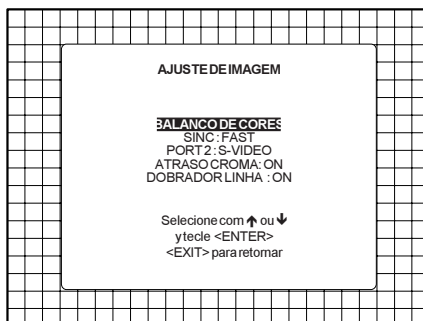 AJUSTE DE IMAGEM
BALANCO DE CORES
SINC : FAST
PORT 2 : S-VIDEO
ATRASO CROMA: ON
DOBRADOR LINHA : ON
Selecione com ↑ ou ↓
y tecle <ENTER>
<EXIT> para retornar